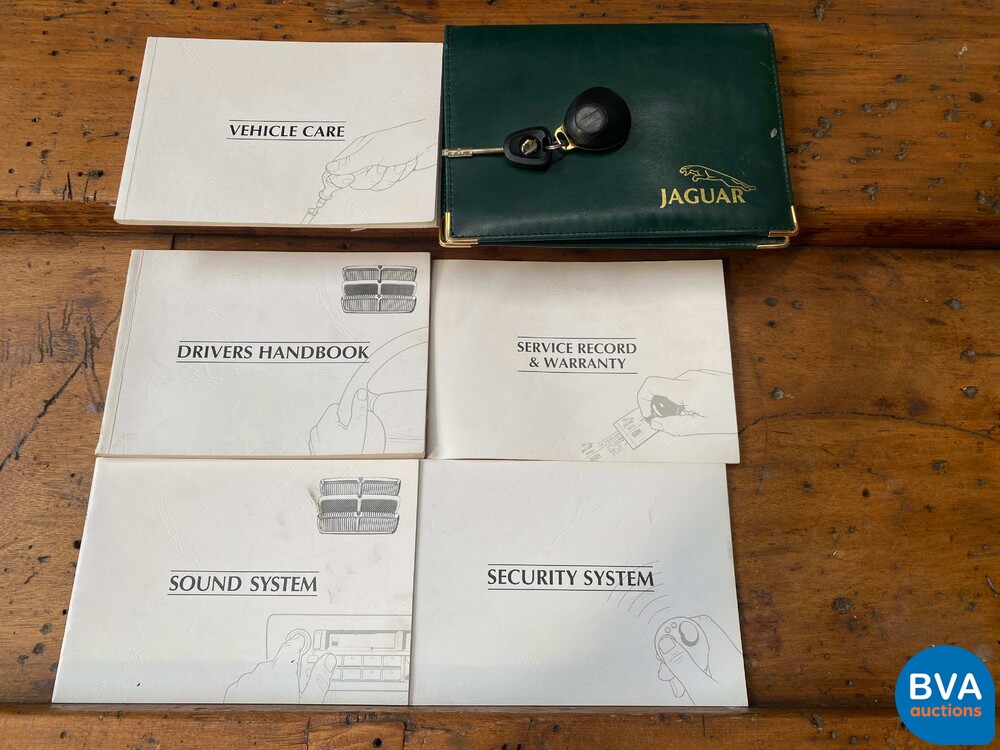 VEHICLE CARE
JAGUAR
DRIVERS HANDBOOK
SERVICE RECORD
& WARRANTY
SOUND SYSTEM
SECURITY SYSTEM
BVA
auctions